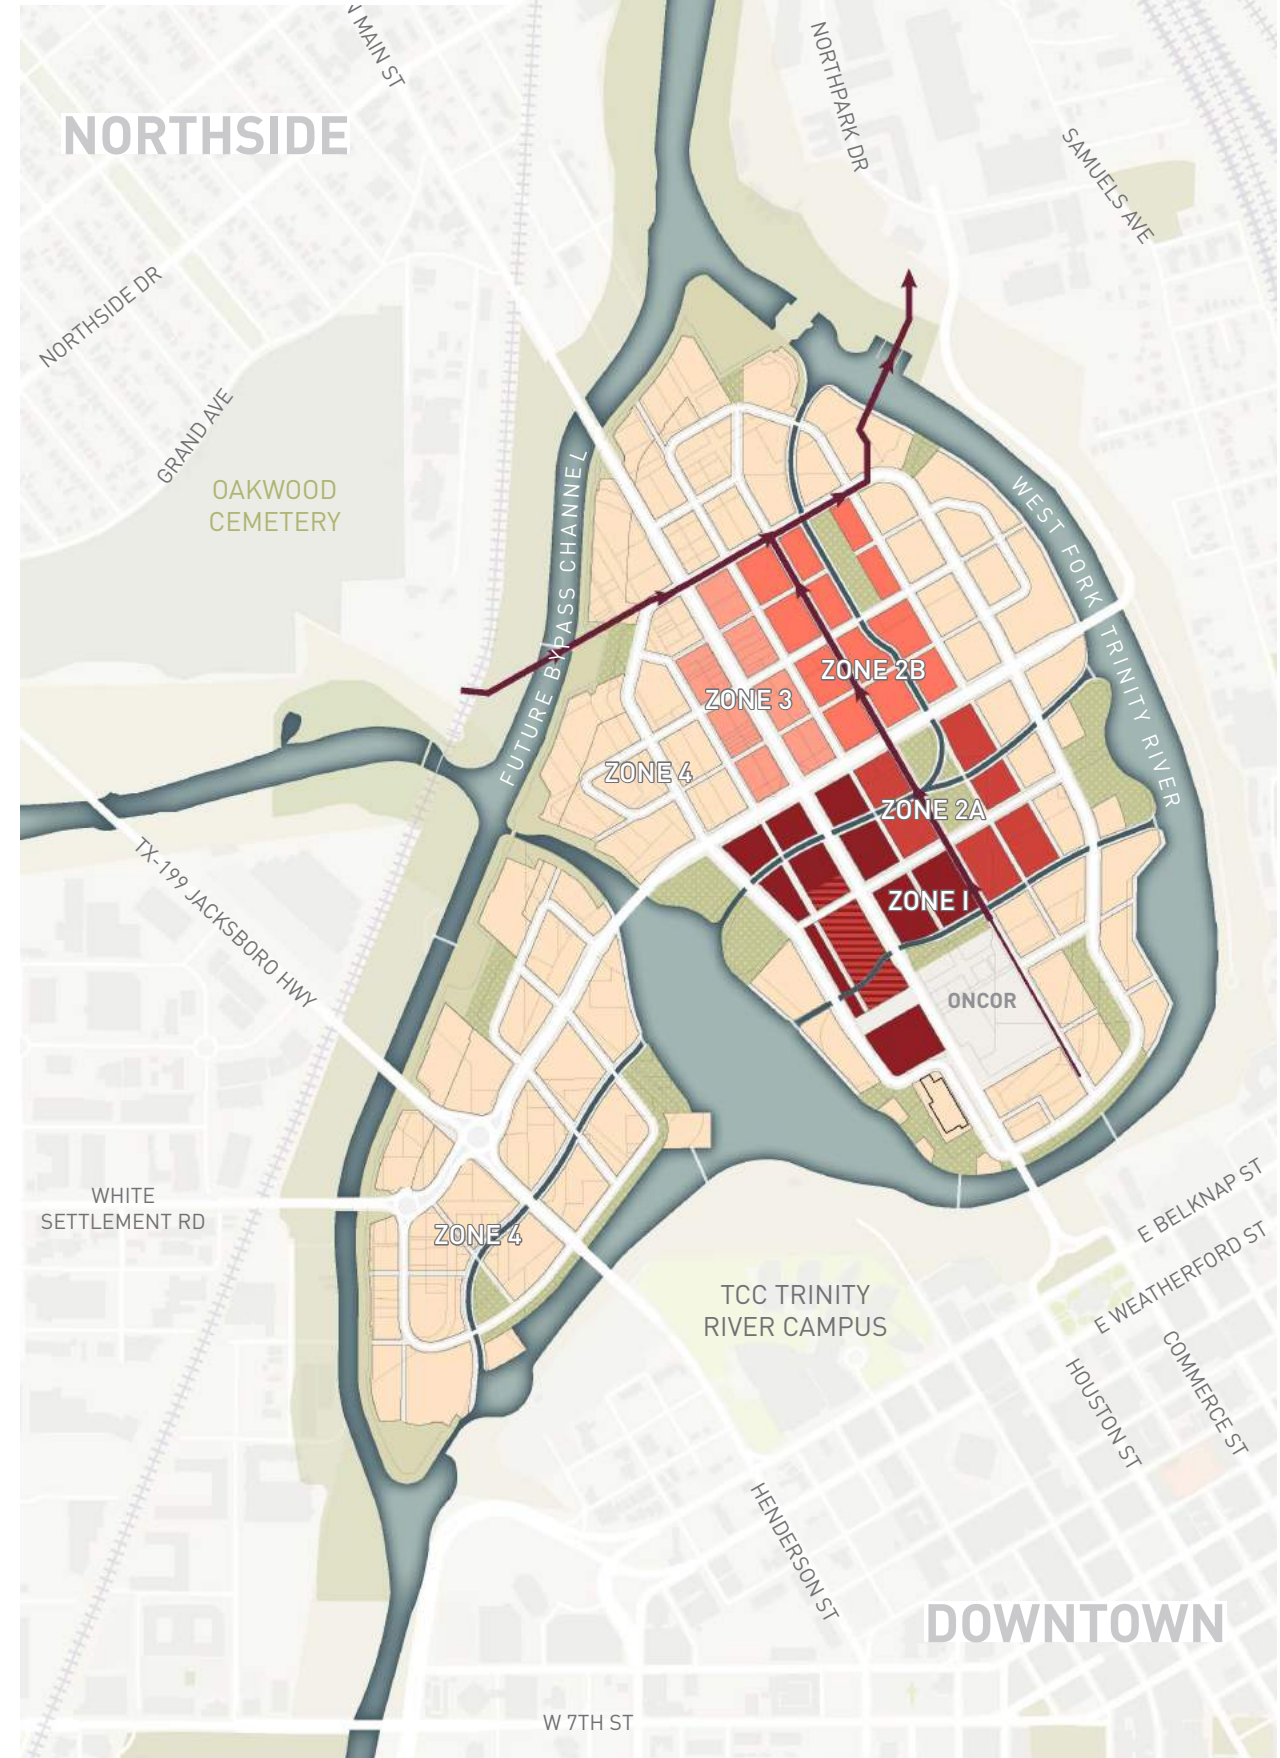 N MAIN ST
NORTHPARK DR
NORTHSIDE
SAMUELS AVE
NORTHSIDE DR
GRAND AVE
OAKWOOD
CEMETERY
FUTURE BYPASS CHANNEL
WEST FORK TRINITY RIVER
ZONE 2B
ZONE 3
ZONE 4
ZONE 2A
TX-199 JACKSBORO HWY
ZONE I
ONCOR
WHITE
SETTLEMENT RD
ZONE 4
E BELKNAP ST
E WEATHERFORD ST
TCC TRINITY
RIVER CAMPUS
HOUSTON ST
COMMERCE ST
HENDERSON ST
DOWNTOWN
W 7TH ST